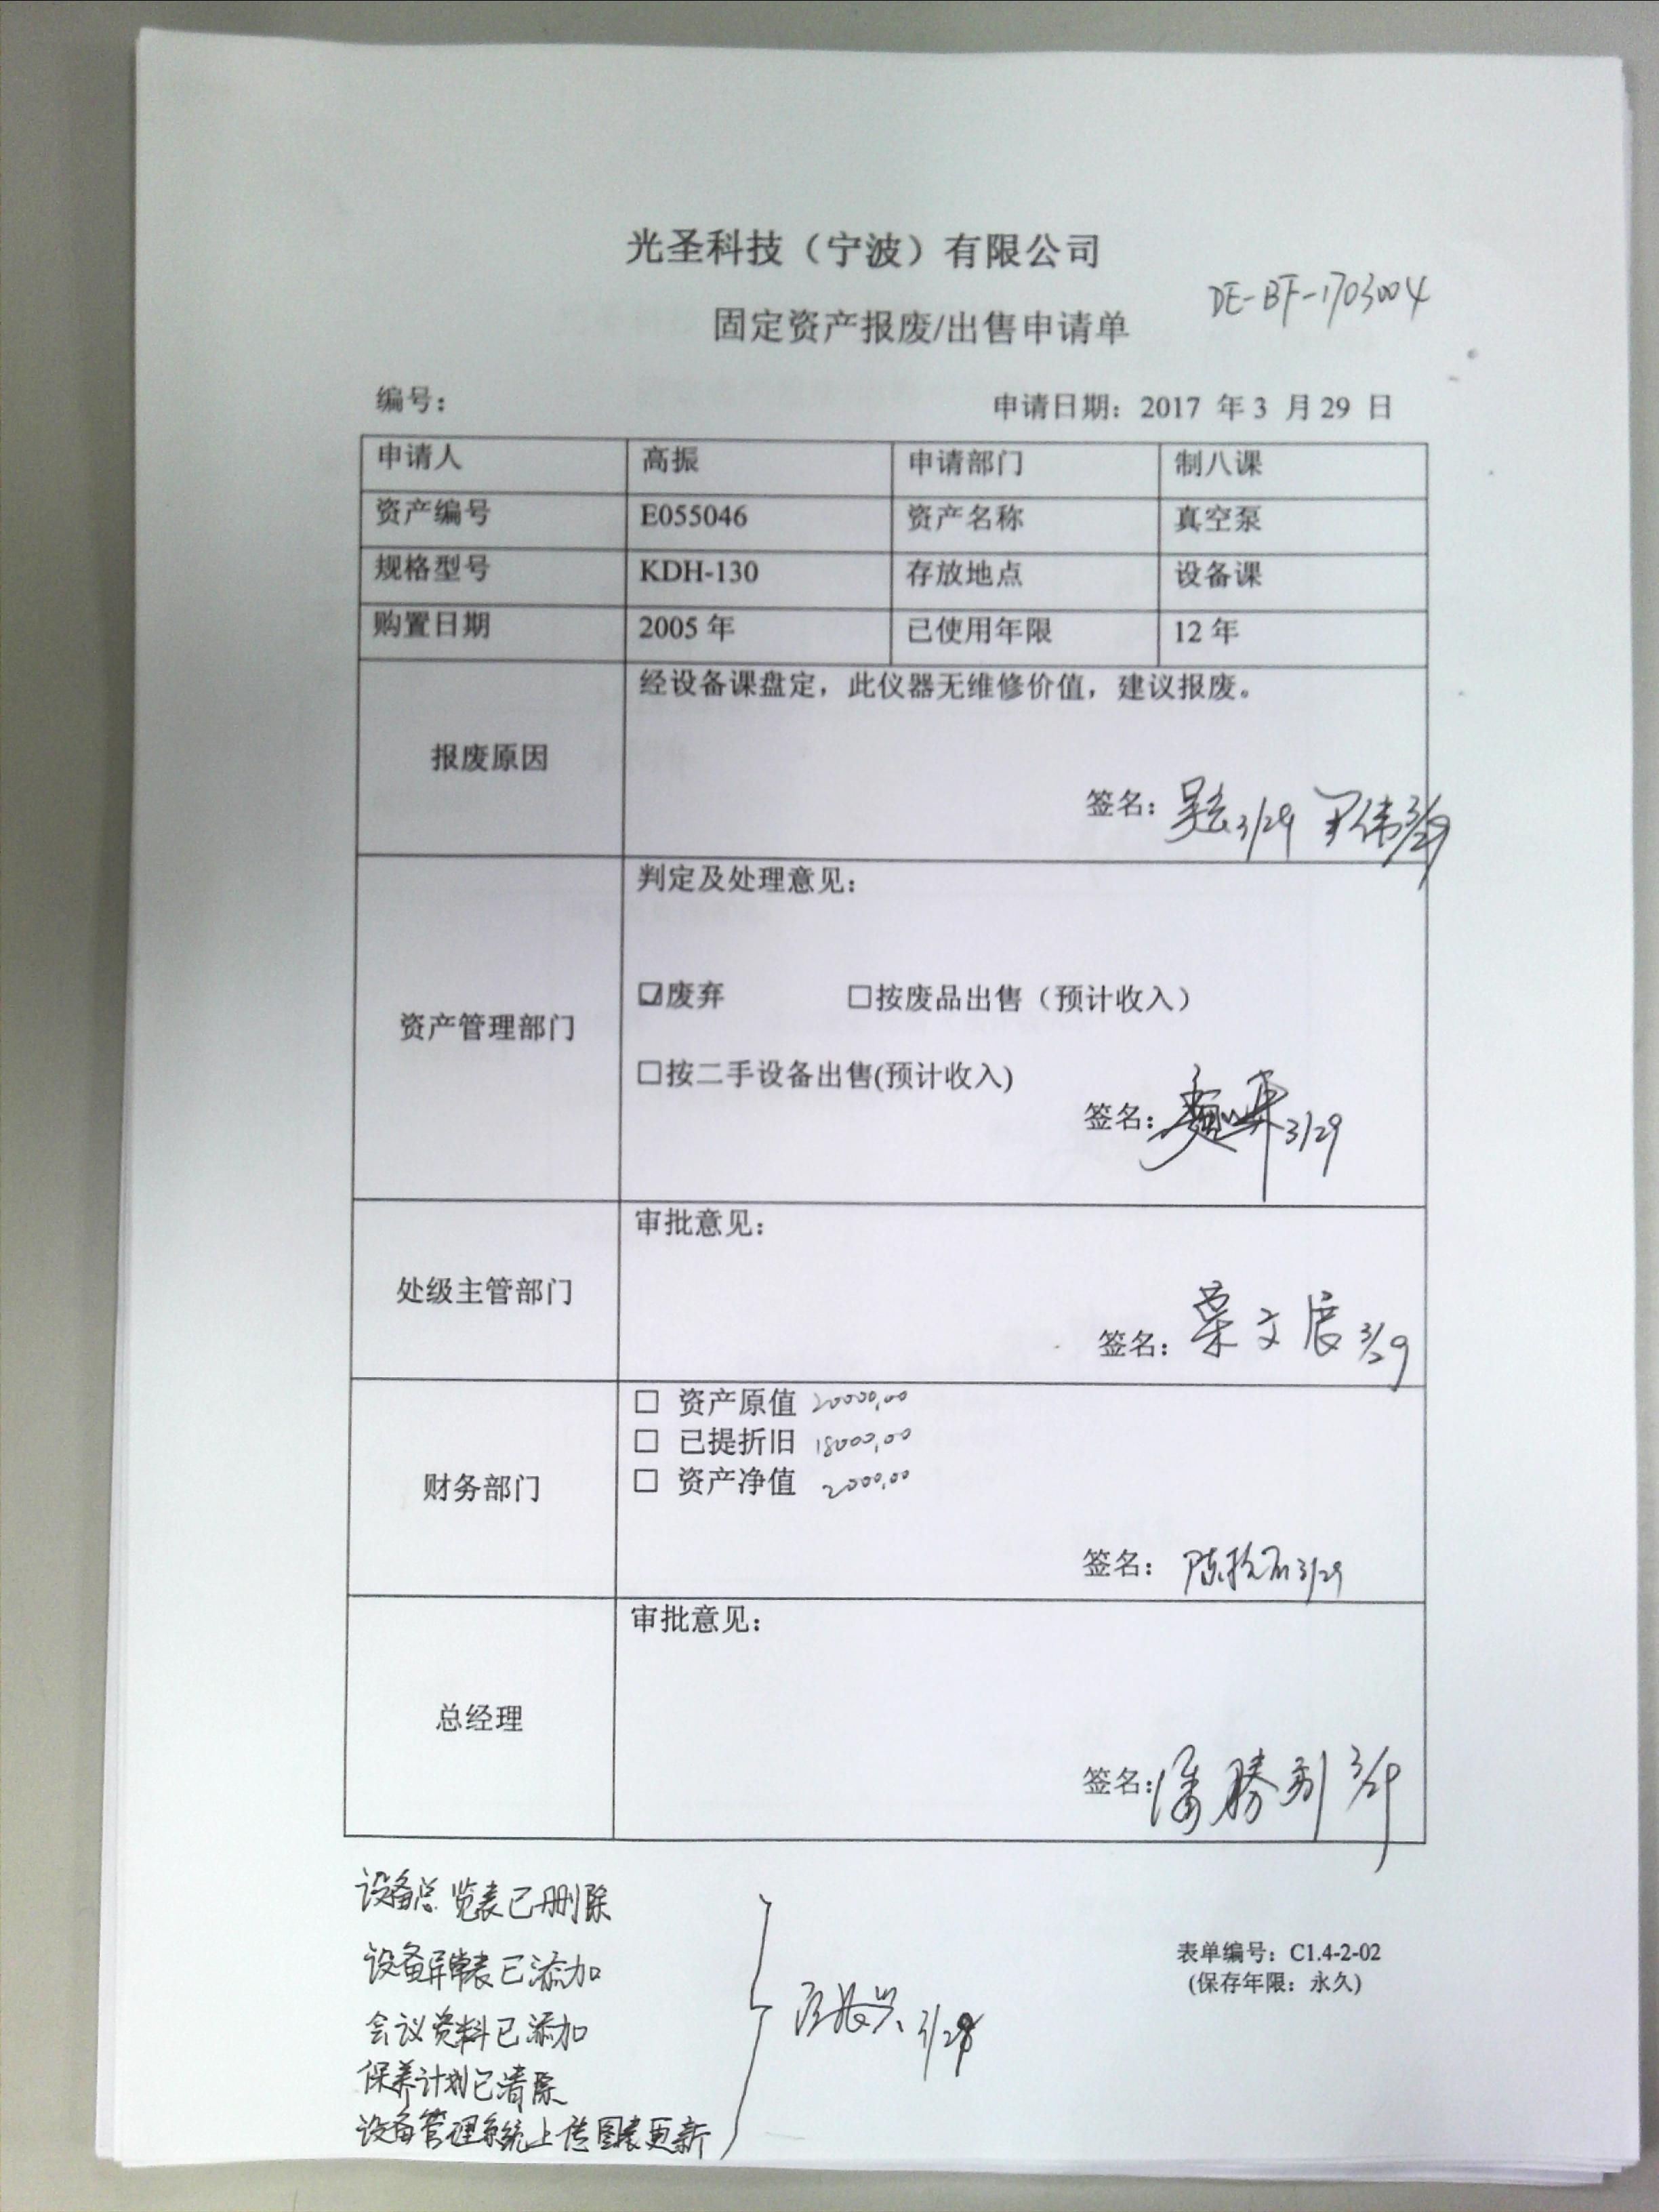 光圣科技（宁波）有限公司
DE-BF-1703004
固定资产报废/出售申请单
编号： 申请日期：2017 年 3 月 29 日
申请人 高振 申请部门 制八课
资产编号 E055046 资产名称 真空泵
规格型号 KDH-130 存放地点 设备课
购置日期 2005 年 已使用年限 12 年
报废原因
经设备课盘定，此仪器无维修价值，建议报废。
签名： 3/29 3/29
资产管理部门
判定及处理意见：
☑废弃 □按废品出售（预计收入）
□按二手设备出售(预计收入)
签名： 3/29
处级主管部门
审批意见：
签名： 栗文展 3/29
财务部门
□ 资产原值 20000.00
□ 已提折旧 18000.00
□ 资产净值 2000.00
签名： 3/29
总经理
审批意见：
签名： 潘勝利 3/29
设备总览表已删除
设备异常表已添加
会议资料已添加
保养计划已清除
设备管理系统上传图表更新
表单编号：C1.4-2-02
(保存年限：永久)